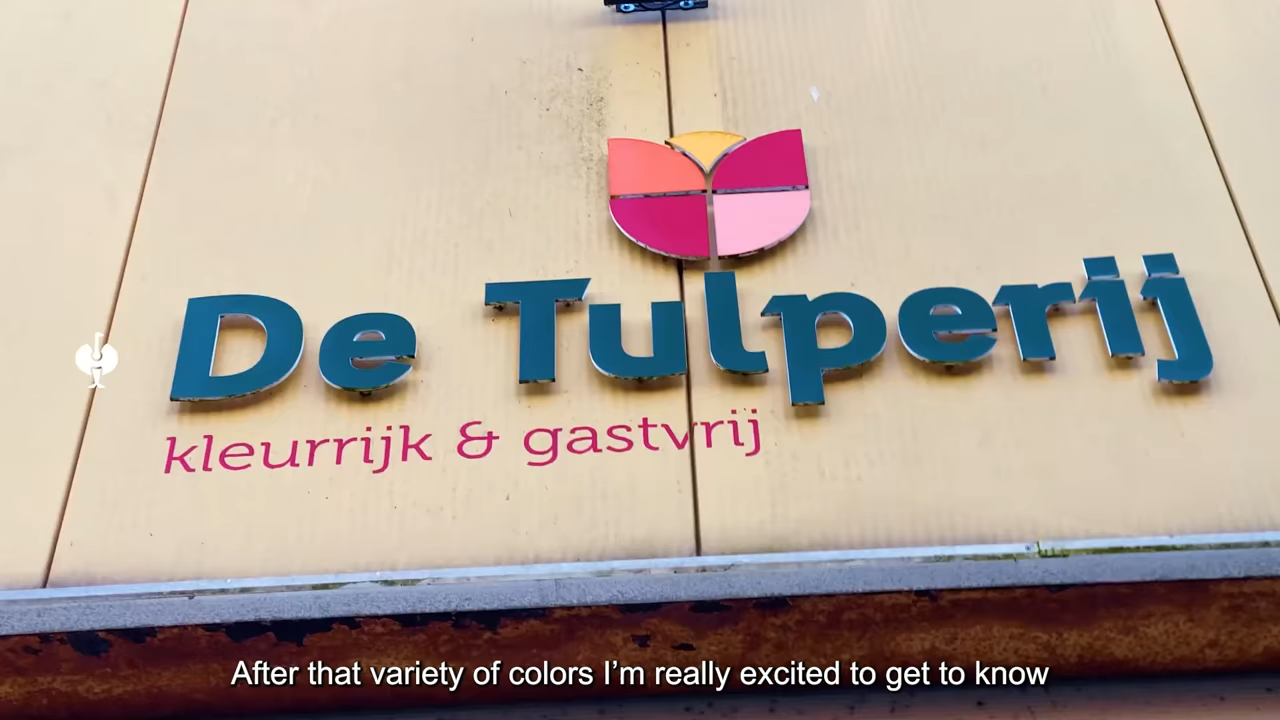 De Tulperij
kleurrijk & gastvrij
After that variety of colors I'm really excited to get to know